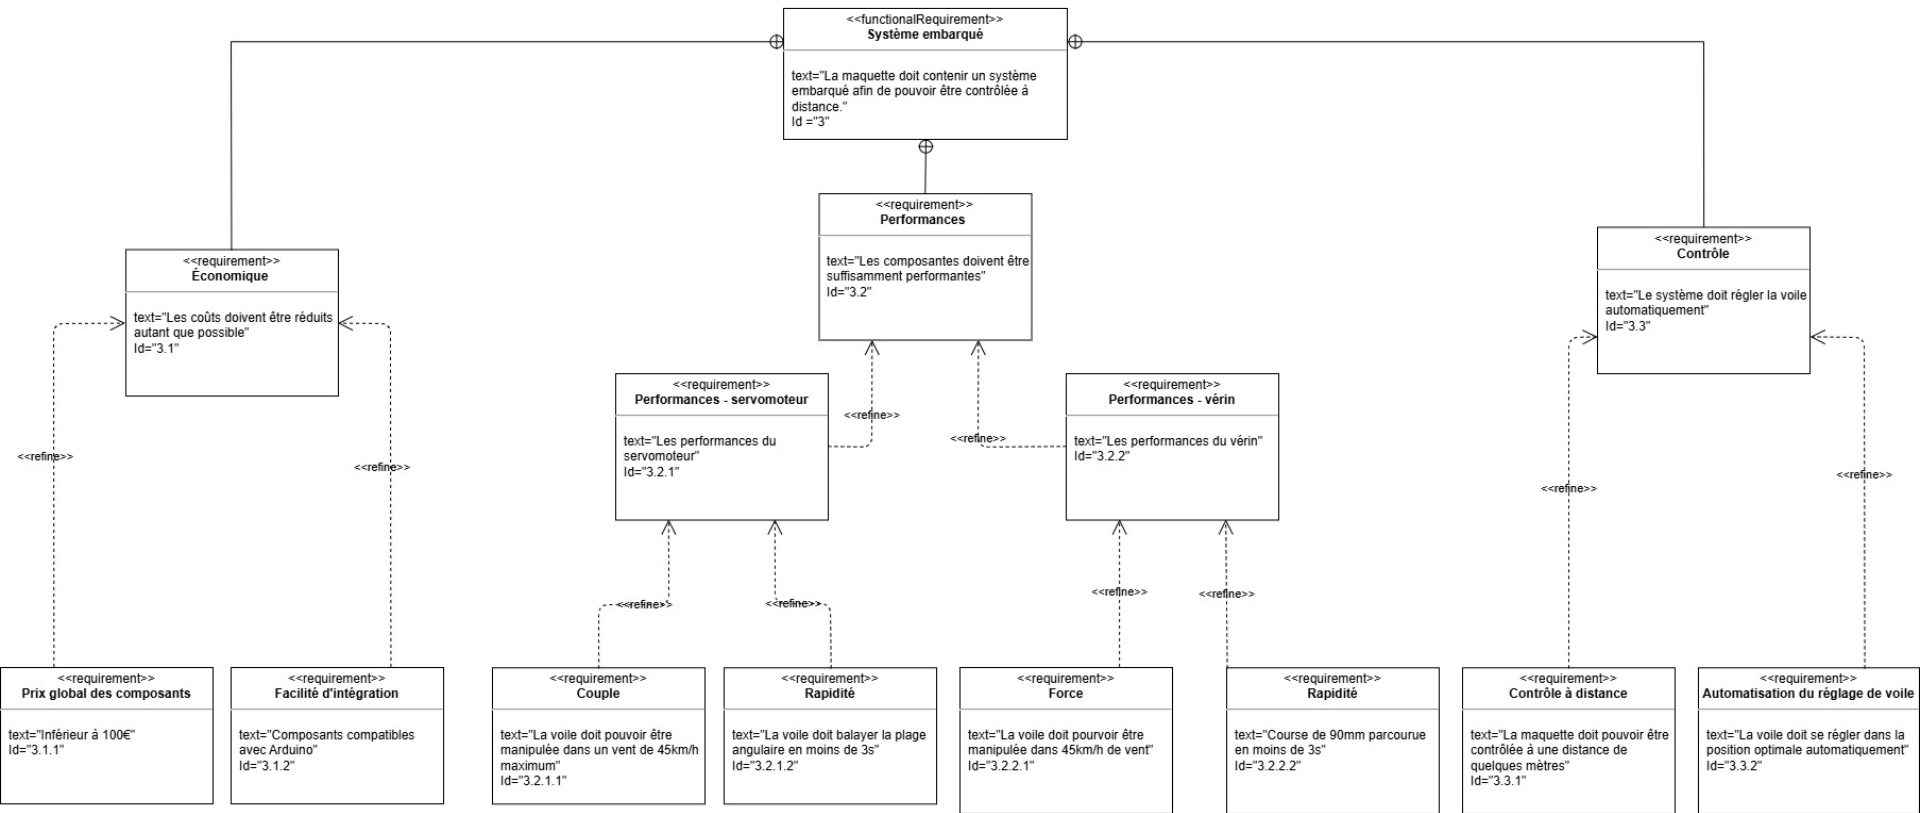 <<functionalRequirement>>
Système embarqué
text="La maquette doit contenir un système
embarqué afin de pouvoir être contrôlée à
distance."
Id ="3"
<<requirement>>
Performances
text="Les composantes doivent être
suffisamment performantes"
Id="3.2"
<<requirement>>
Économique
text="Les coûts doivent être réduits
autant que possible"
Id="3.1"
<<requirement>>
Contrôle
text="Le système doit régler la voile
automatiquement"
Id="3.3"
<<requirement>>
Performances - servomoteur
text="Les performances du
servomoteur"
Id="3.2.1"
<<requirement>>
Performances - vérin
text="Les performances du vérin"
Id="3.2.2"
<<refine>>
<<refine>>
<<refine>>
<<refine>>
<<refine>>
<<refine>>
<<refine>>
<<refine>>
<<refine>>
<<refine>>
<<requirement>>
Prix global des composants
text="Inférieur à 100€"
Id="3.1.1"
<<requirement>>
Facilité d'intégration
text="Composants compatibles
avec Arduino"
Id="3.1.2"
<<requirement>>
Couple
text="La voile doit pouvoir être
manipulée dans un vent de 45km/h
maximum"
Id="3.2.1.1"
<<requirement>>
Rapidité
text="La voile doit balayer la plage
angulaire en moins de 3s"
Id="3.2.1.2"
<<requirement>>
Force
text="La voile doit pourvoir être
manipulée dans 45km/h de vent"
Id="3.2.2.1"
<<requirement>>
Rapidité
text="Course de 90mm parcourue
en moins de 3s"
Id="3.2.2.2"
<<requirement>>
Contrôle à distance
text="La maquette doit pouvoir être
contrôlée à une distance de
quelques mètres"
Id="3.3.1"
<<requirement>>
Automatisation du réglage de voile
text="La voile doit se régler dans la
position optimale automatiquement"
Id="3.3.2"